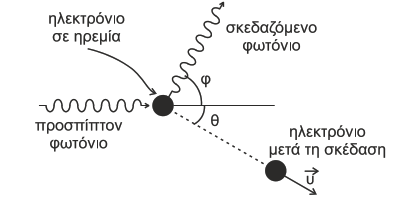 ηλεκτρόνιο
σε ηρεμία
σκεδαζόμενο
φωτόνιο
φ
θ
προσπίπτον
φωτόνιο
ηλεκτρόνιο
μετά τη σκέδαση
υ